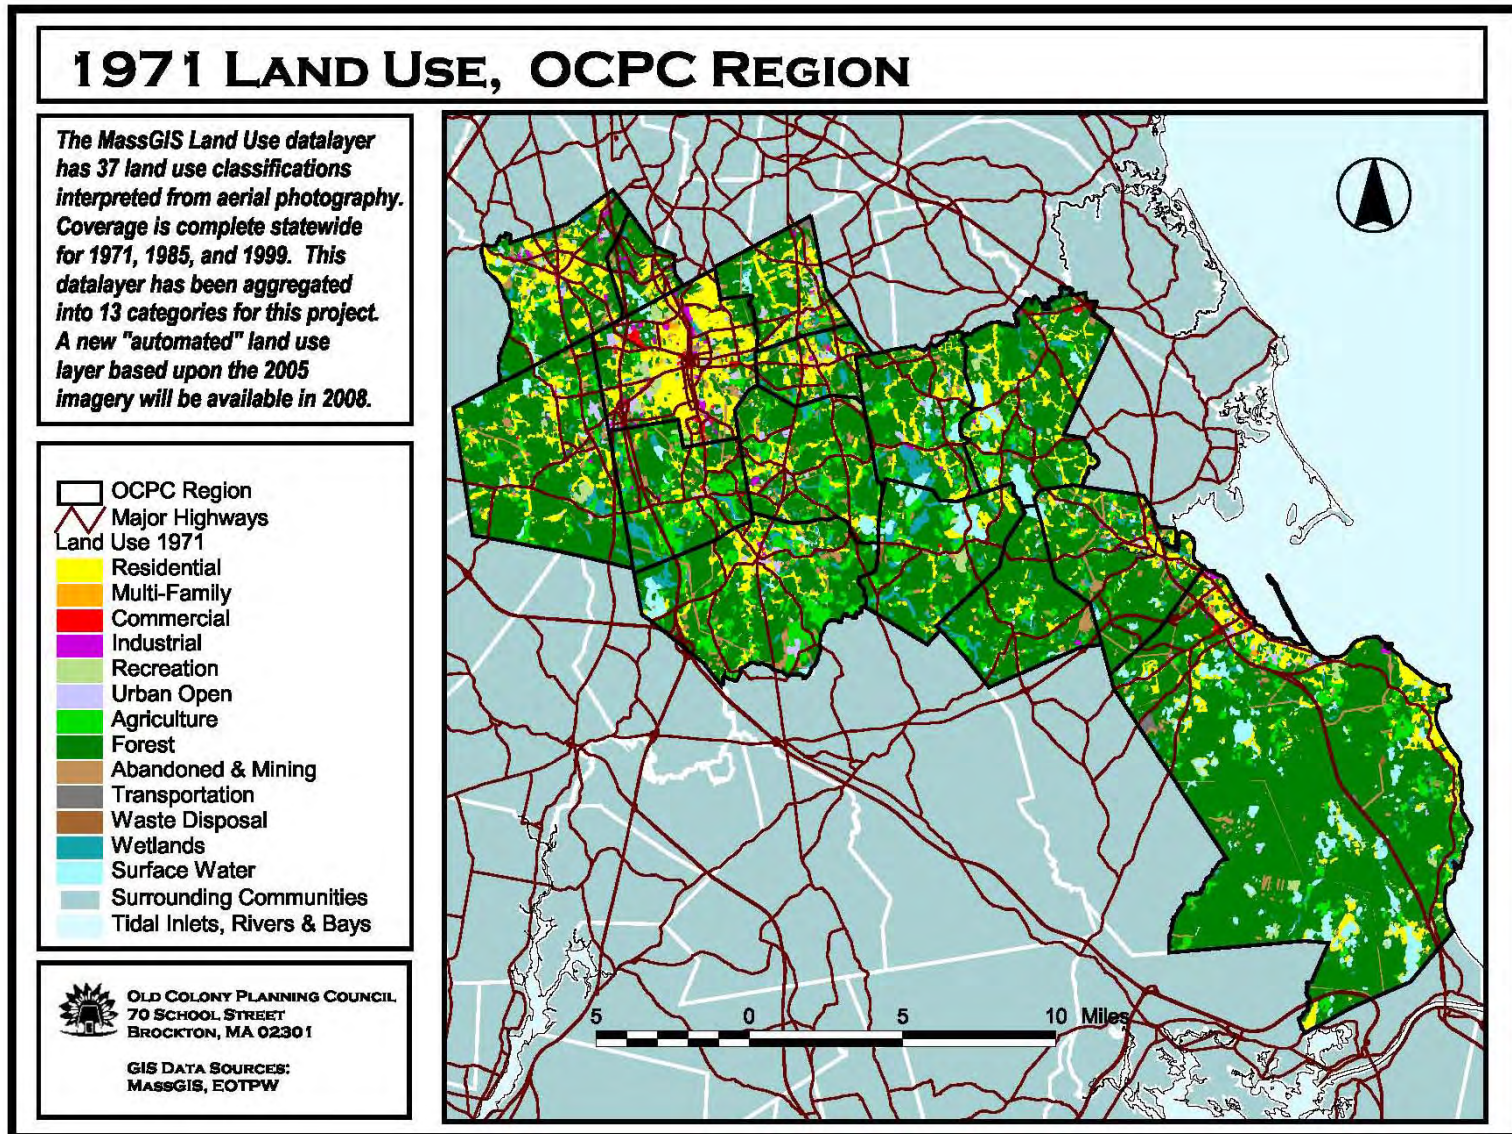 1971 LAND USE, OCPC REGION
The MassGIS Land Use datalayer
has 37 land use classifications
interpreted from aerial photography.
Coverage is complete statewide
for 1971, 1985, and 1999. This
datalayer has been aggregated
into 13 categories for this project.
A new "automated" land use
layer based upon the 2005
imagery will be available in 2008.
OCPC Region
Major Highways
Land Use 1971
Residential
Multi-Family
Commercial
Industrial
Recreation
Urban Open
Agriculture
Forest
Abandoned & Mining
Transportation
Waste Disposal
Wetlands
Surface Water
Surrounding Communities
Tidal Inlets, Rivers & Bays
OLD COLONY PLANNING COUNCIL
70 SCHOOL STREET
BROCKTON, MA 02301
GIS DATA SOURCES:
MASSGIS, EOTPW
5 0 5 10 Miles